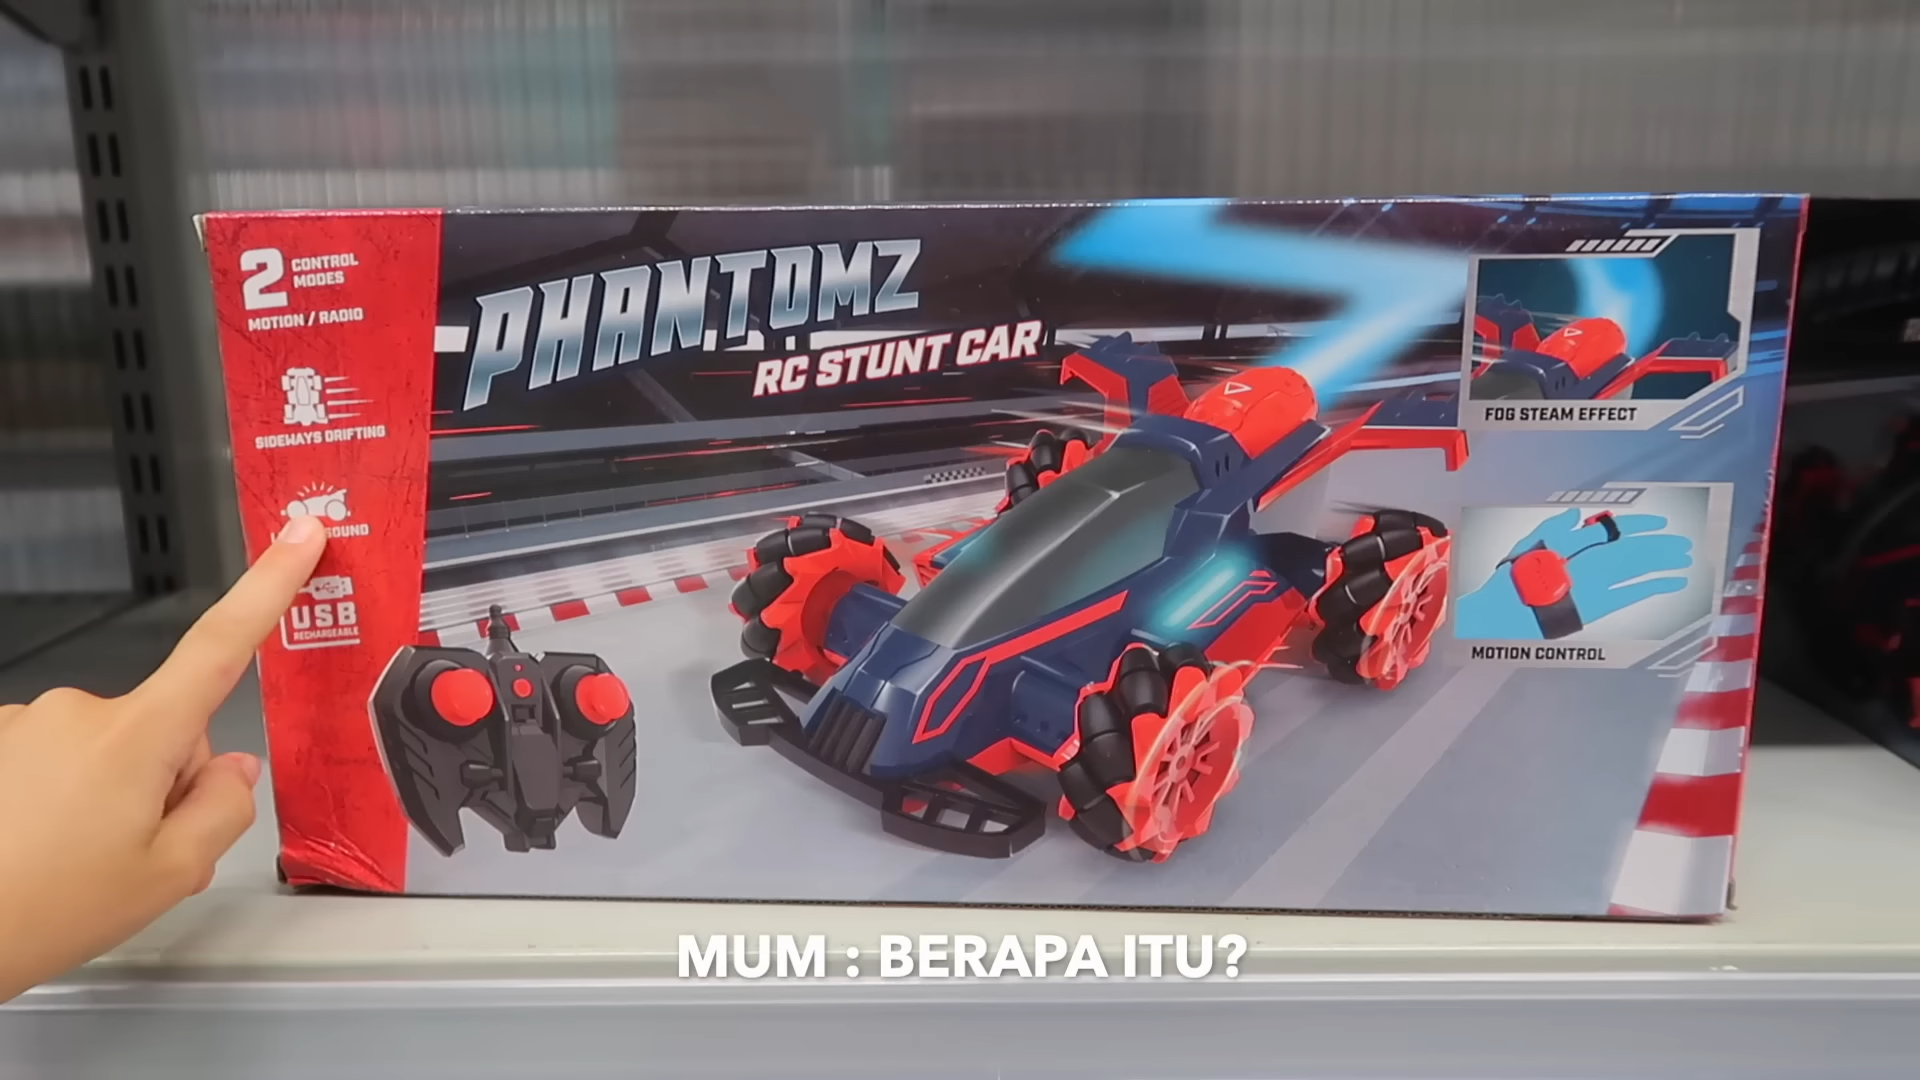 2 CONTROL
MODES
MOTION / RADIO
SIDEWAYS DRIFTING
SOUND
USB
RECHARGEABLE
PHANTOMZ
RC STUNT CAR
FOG STEAM EFFECT
MOTION CONTROL
MUM : BERAPA ITU?